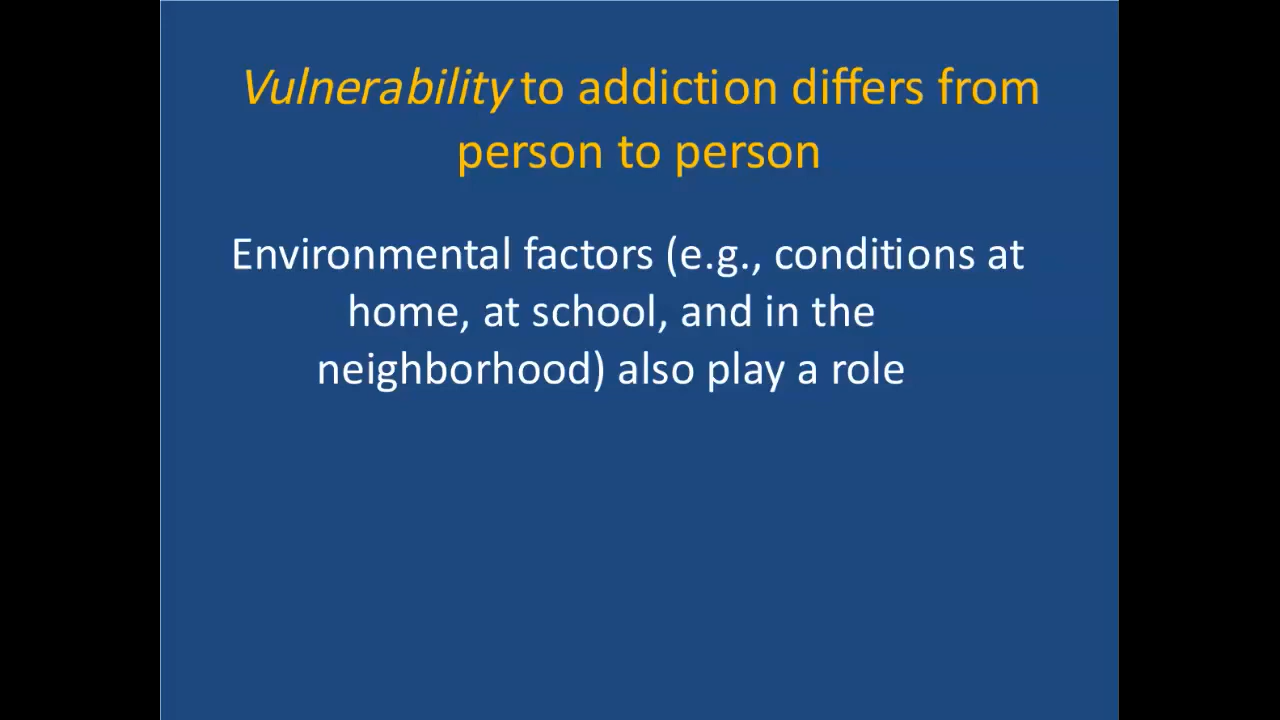 Vulnerability to addiction differs from
person to person
Environmental factors (e.g., conditions at
home, at school, and in the
neighborhood) also play a role